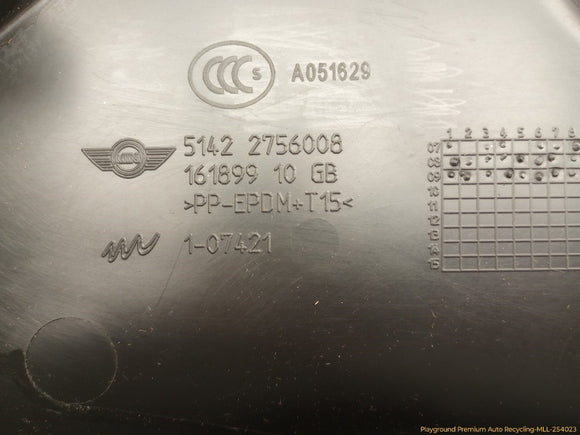 CCC S A051629
MINI 5142 2756008
161899 10 GB
>PP-EPDM+T15<
1-07421
1 2 3 4 5 6 7 8
07
08
09
10
11
12
13
14
15
Playground Premium Auto Recycling-MLL-254023